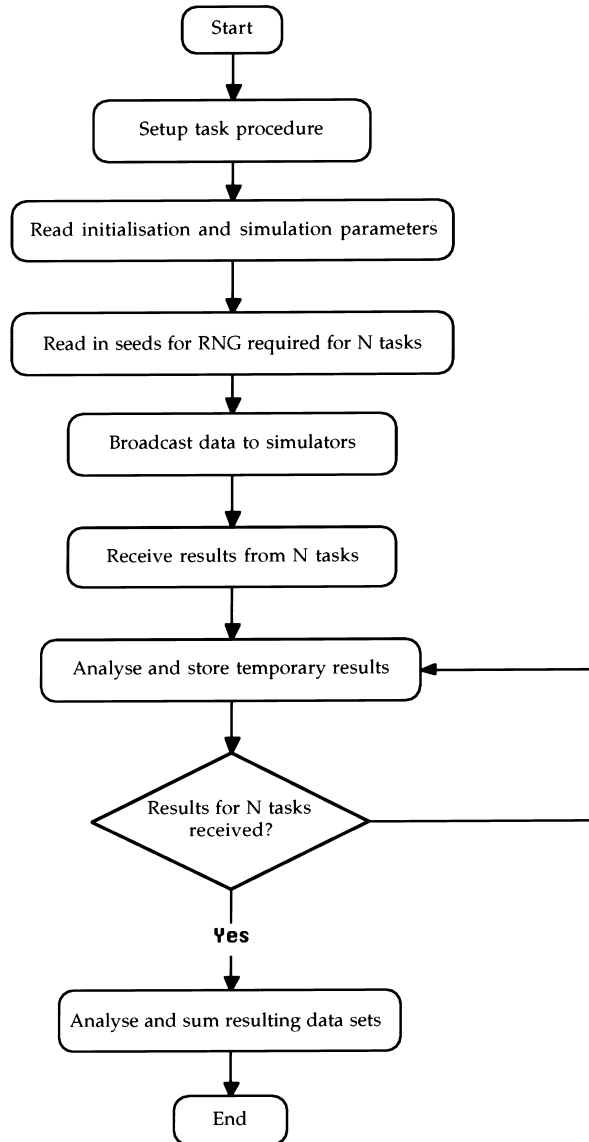 Start
Setup task procedure
Read initialisation and simulation parameters
Read in seeds for RNG required for N tasks
Broadcast data to simulators
Receive results from N tasks
Analyse and store temporary results
Results for N tasks
received?
Yes
Analyse and sum resulting data sets
End